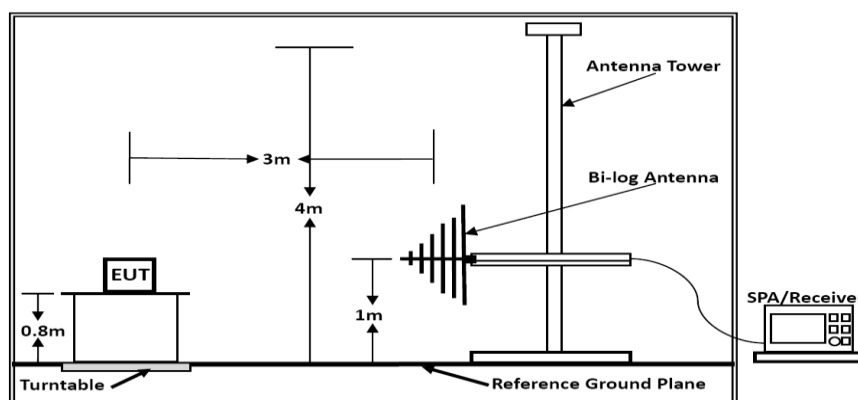 Antenna Tower
3m
Bi-log Antenna
4m
EUT
SPA/Receive
0.8m
1m
Turntable
Reference Ground Plane